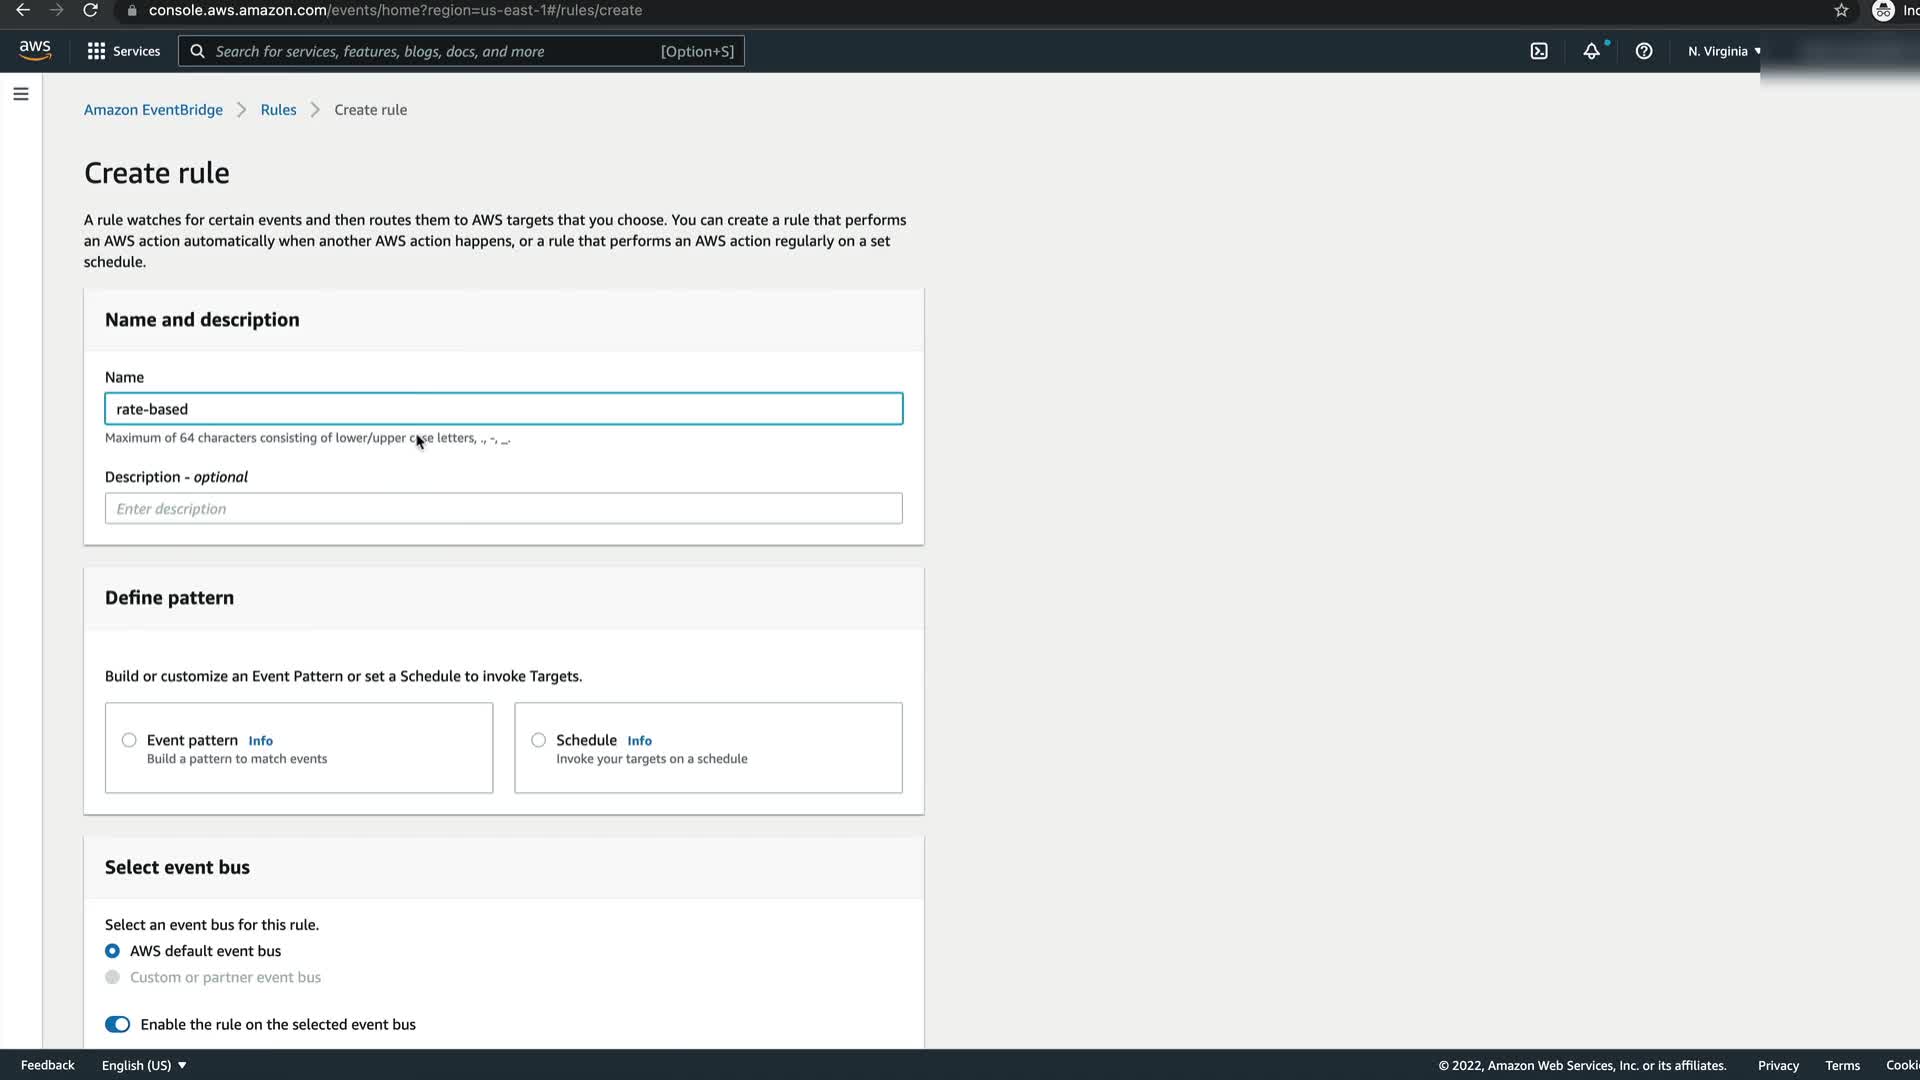 console.aws.amazon.com/events/home?region=us-east-1#/rules/create
Inc
aws
Services
Search for services, features, blogs, docs, and more
[Option+S]
N. Virginia
Amazon EventBridge
Rules
Create rule
Create rule
A rule watches for certain events and then routes them to AWS targets that you choose. You can create a rule that performs
an AWS action automatically when another AWS action happens, or a rule that performs an AWS action regularly on a set
schedule.
Name and description
Name
rate-based
Maximum of 64 characters consisting of lower/upper case letters, ., -, _.
Description - optional
Enter description
Define pattern
Build or customize an Event Pattern or set a Schedule to invoke Targets.
Event pattern Info
Build a pattern to match events
Schedule Info
Invoke your targets on a schedule
Select event bus
Select an event bus for this rule.
AWS default event bus
Custom or partner event bus
Enable the rule on the selected event bus
Feedback
English (US)
© 2022, Amazon Web Services, Inc. or its affiliates.
Privacy
Terms
Cooki